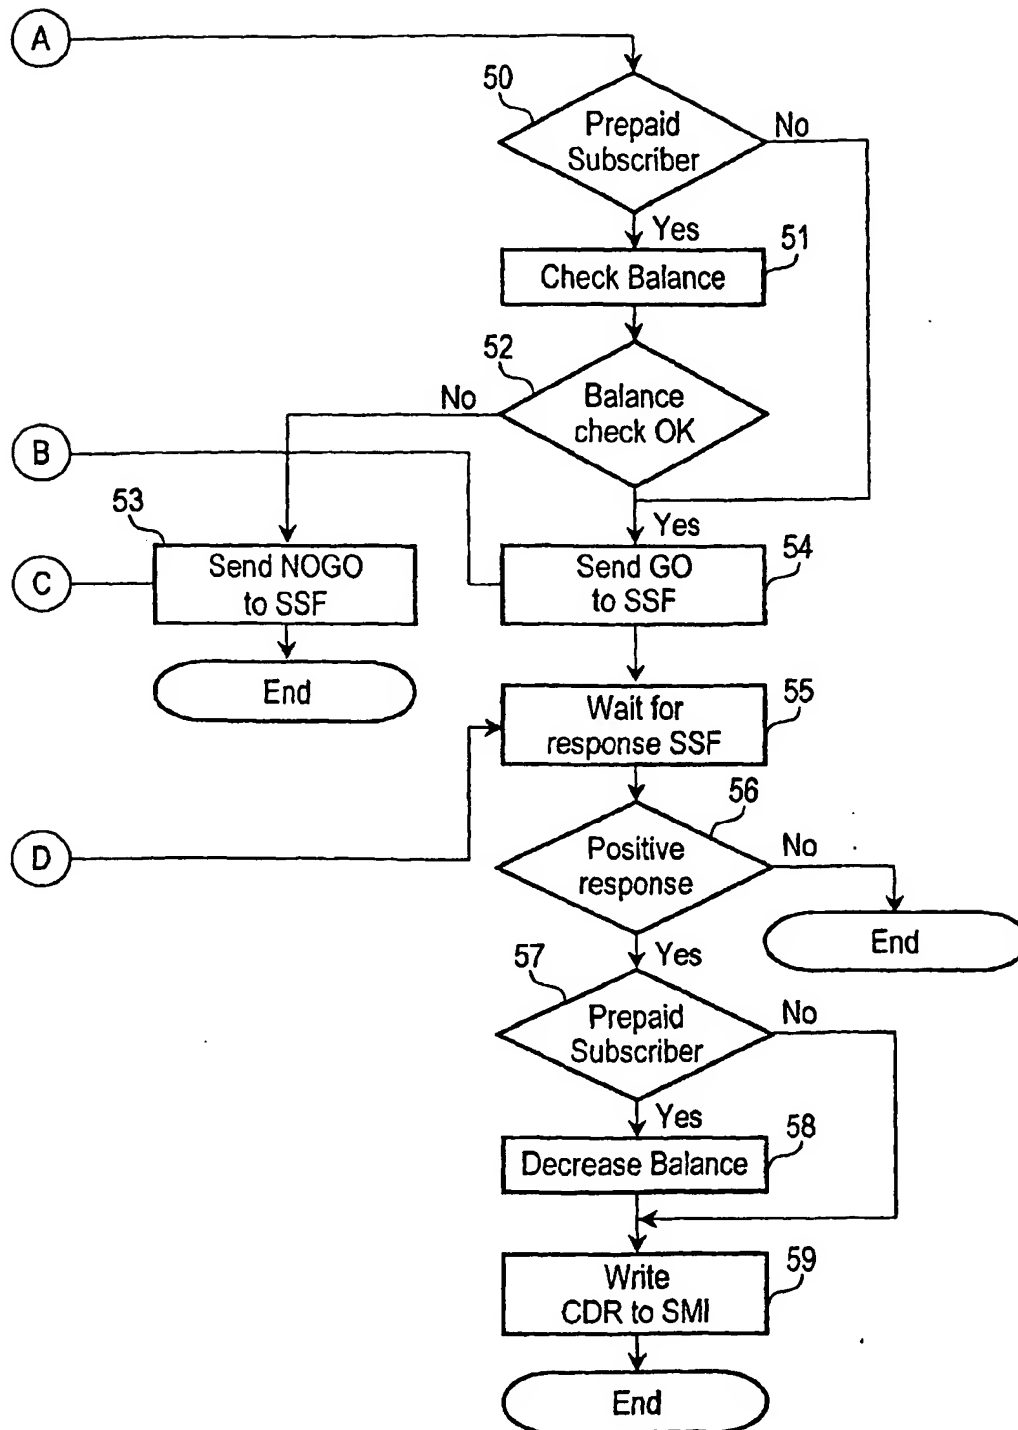 A
50
Prepaid
Subscriber
No
Yes
51
Check Balance
52
No
Balance
check OK
B
Yes
53
Send NOGO
to SSF
C
Send GO
to SSF
54
End
Wait for
response SSF
55
56
D
Positive
response
No
End
Yes
57
Prepaid
Subscriber
No
Yes
58
Decrease Balance
59
Write
CDR to SMI
End